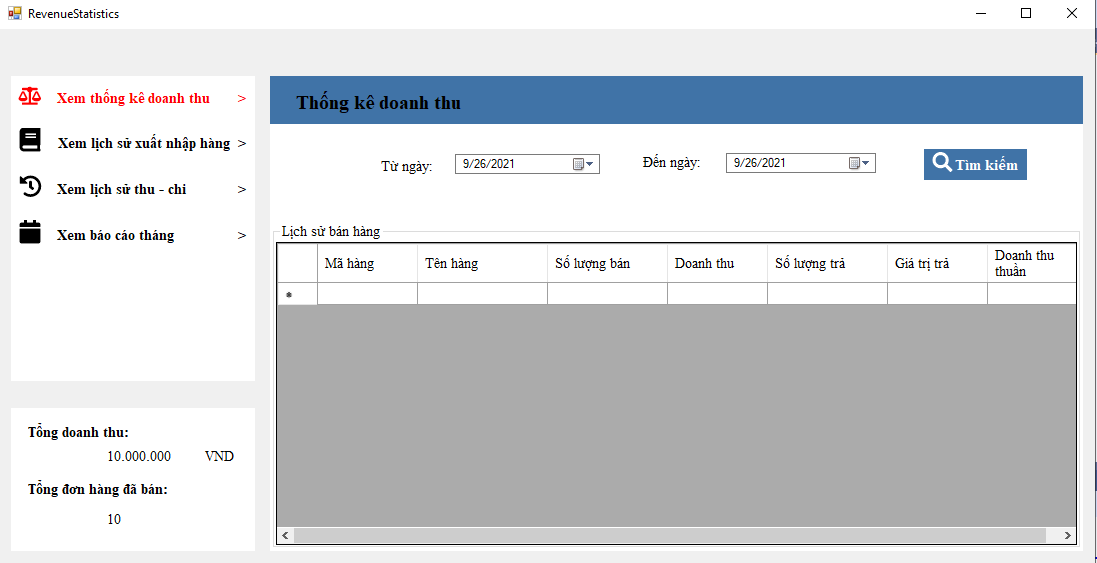 RevenueStatistics
Xem thống kê doanh thu >
Xem lịch sử xuất nhập hàng >
Xem lịch sử thu - chi >
Xem báo cáo tháng >
Tổng doanh thu:
10.000.000 VND
Tổng đơn hàng đã bán:
10
Thống kê doanh thu
Từ ngày: 9/26/2021 Đến ngày: 9/26/2021 Tìm kiếm
Lịch sử bán hàng
Mã hàng Tên hàng Số lượng bán Doanh thu Số lượng trả Giá trị trả Doanh thu
thuần